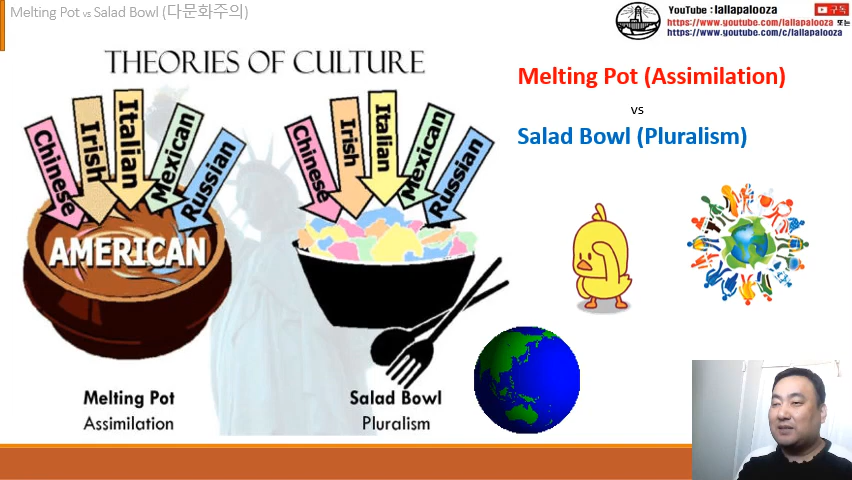 Melting Pot vs Salad Bowl (다문화주의)
YouTube : lallapalooza
구독
https://www.youtube.com/lallapalooza 또는
https://www.youtube.com/c/lallapalooza
THEORIES OF CULTURE
Melting Pot (Assimilation)
vs
Salad Bowl (Pluralism)
Chinese
Irish
Italian
Mexican
Russian
AMERICAN
Chinese
Irish
Italian
Mexican
Russian
Melting Pot
Assimilation
Salad Bowl
Pluralism